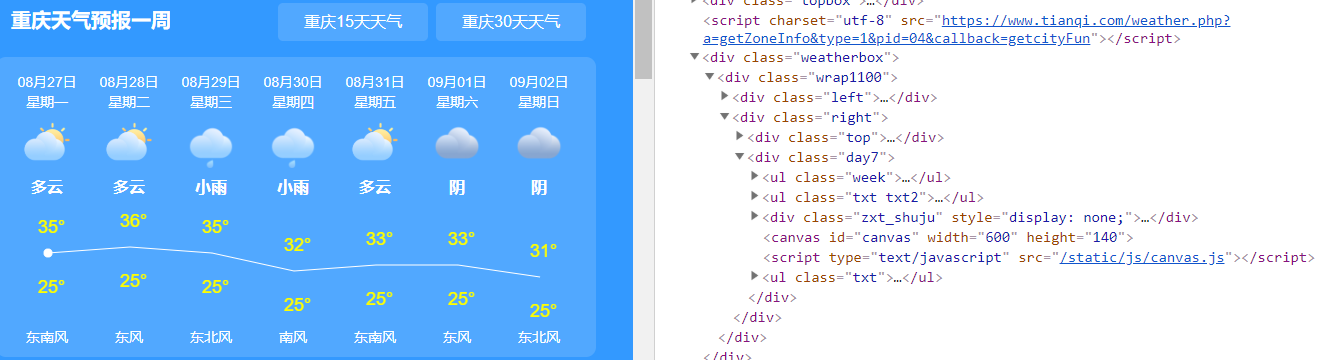 重庆天气预报一周 重庆15天天气 重庆30天天气
08月27日 08月28日 08月29日 08月30日 08月31日 09月01日 09月02日
星期一 星期二 星期三 星期四 星期五 星期六 星期日
多云 多云 小雨 小雨 多云 阴 阴
35° 36° 35° 32° 33° 33° 31°
25° 25° 25° 25° 25° 25° 25°
东南风 东风 东北风 南风 东南风 东风 东北风
<div class="topbox">…</div>
<script charset="utf-8" src="https://www.tianqi.com/weather.php?
a=getZoneInfo&type=1&pid=04&callback=getcityFun"></script>
<div class="weatherbox">
<div class="wrap1100">
<div class="left">…</div>
<div class="right">
<div class="top">…</div>
<div class="day7">
<ul class="week">…</ul>
<ul class="txt txt2">…</ul>
<div class="zxt_shuju" style="display: none;">…</div>
<canvas id="canvas" width="600" height="140">
<script type="text/javascript" src="/static/js/canvas.js"></script>
<ul class="txt">…</ul>
</div>
</div>
</div>